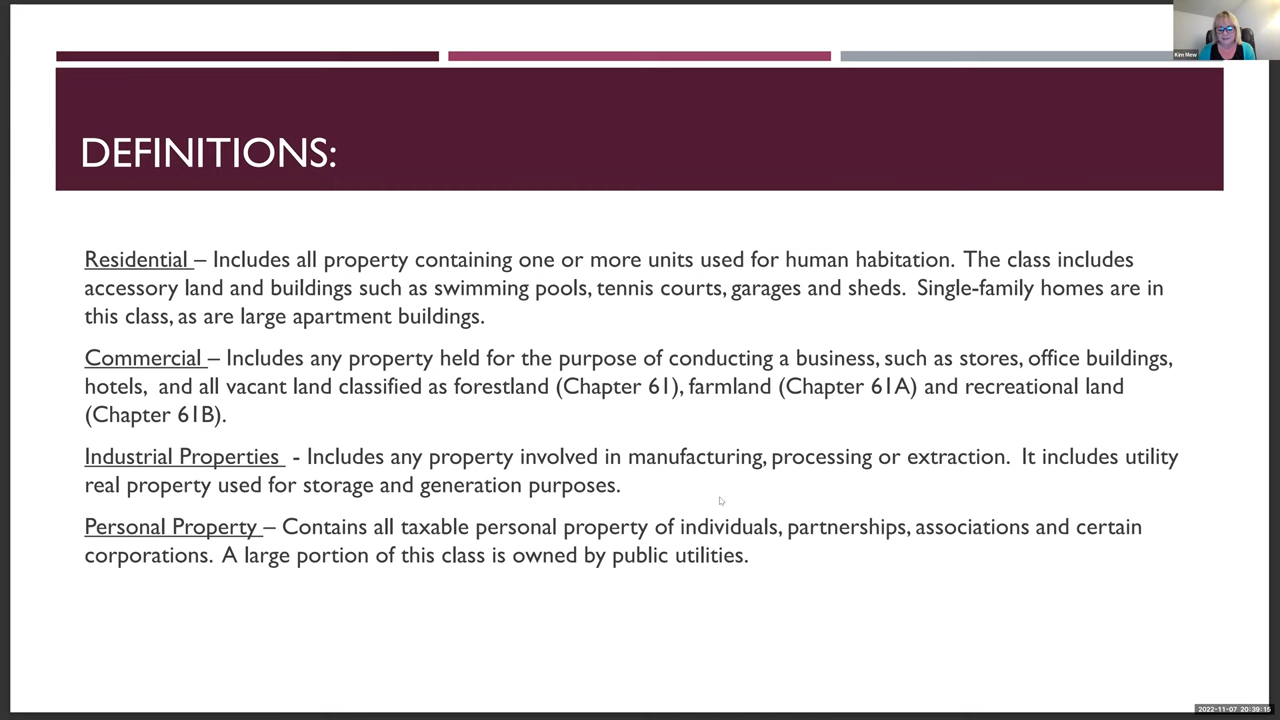 Kim Mew
DEFINITIONS:
Residential – Includes all property containing one or more units used for human habitation. The class includes
accessory land and buildings such as swimming pools, tennis courts, garages and sheds. Single-family homes are in
this class, as are large apartment buildings.
Commercial – Includes any property held for the purpose of conducting a business, such as stores, office buildings,
hotels, and all vacant land classified as forestland (Chapter 61), farmland (Chapter 61A) and recreational land
(Chapter 61B).
Industrial Properties - Includes any property involved in manufacturing, processing or extraction. It includes utility
real property used for storage and generation purposes.
Personal Property – Contains all taxable personal property of individuals, partnerships, associations and certain
corporations. A large portion of this class is owned by public utilities.
2022-11-07 20:39:15